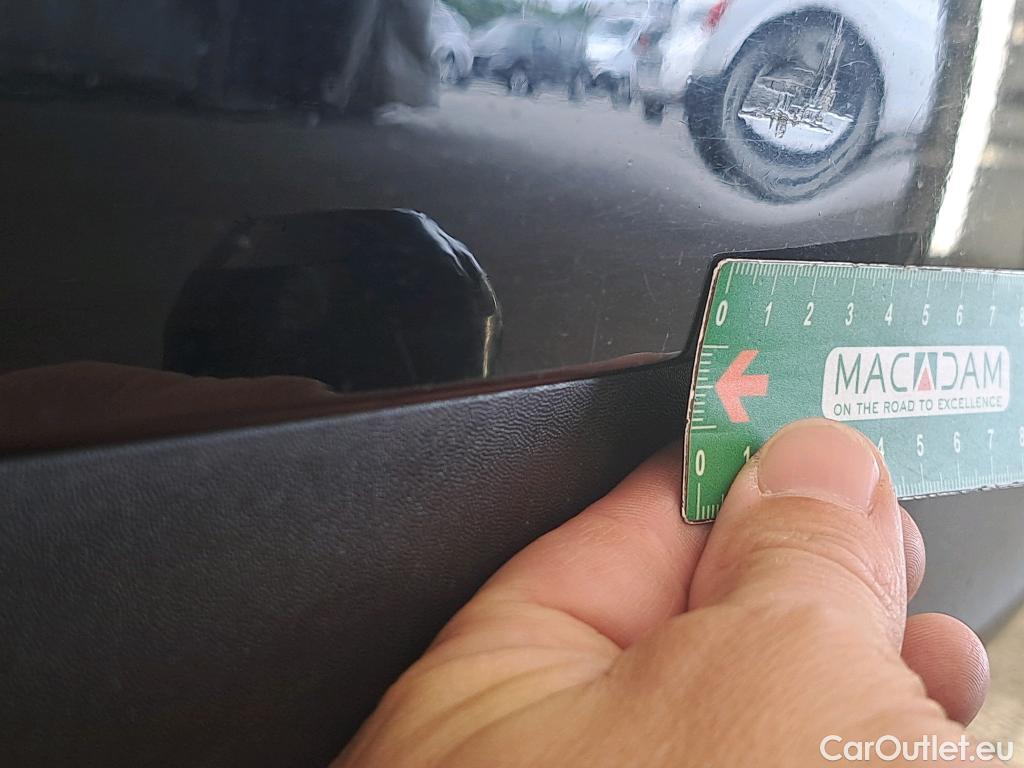 0 1 2 3 4 5 6 7 8
MACADAM
ON THE ROAD TO EXCELLENCE
0 1 4 5 6 7 8
CarOutlet.eu